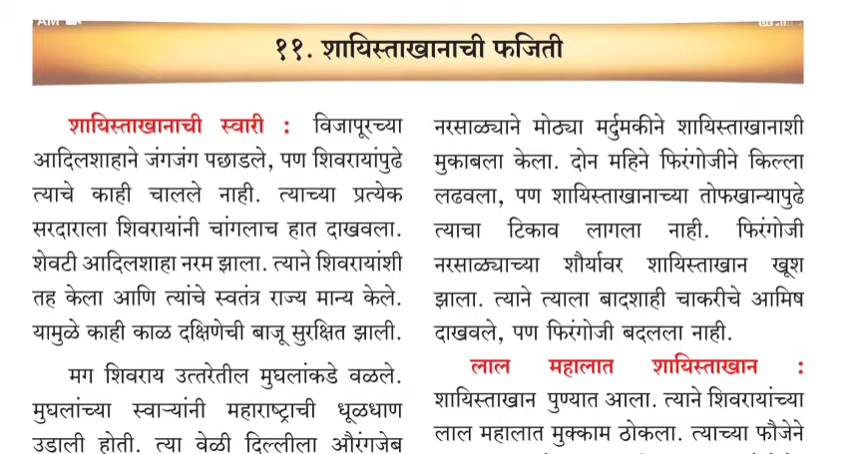 AM
११. शायिस्ताखानाची फजिती
शायिस्ताखानाची स्वारी : विजापूरच्या
आदिलशाहाने जंगजंग पछाडले, पण शिवरायांपुढे
त्याचे काही चालले नाही. त्याच्या प्रत्येक
सरदाराला शिवरायांनी चांगलाच हात दाखवला.
शेवटी आदिलशाहा नरम झाला. त्याने शिवरायांशी
तह केला आणि त्यांचे स्वतंत्र राज्य मान्य केले.
यामुळे काही काळ दक्षिणेची बाजू सुरक्षित झाली.
मग शिवराय उत्तरेतील मुघलांकडे वळले.
मुघलांच्या स्वाऱ्यांनी महाराष्ट्राची धूळधाण
उडाली होती. त्या वेळी दिल्लीला औरंगजेब
नरसाळ्याने मोठ्या मर्दुमकीने शायिस्ताखानाशी
मुकाबला केला. दोन महिने फिरंगोजीने किल्ला
लढवला, पण शायिस्ताखानाच्या तोफखान्यापुढे
त्याचा टिकाव लागला नाही. फिरंगोजी
नरसाळ्याच्या शौर्यावर शायिस्ताखान खूश
झाला. त्याने त्याला बादशाही चाकरीचे आमिष
दाखवले, पण फिरंगोजी बदलला नाही.
लाल महालात शायिस्ताखान :
शायिस्ताखान पुण्यात आला. त्याने शिवरायांच्या
लाल महालात मुक्काम ठोकला. त्याच्या फौजेने